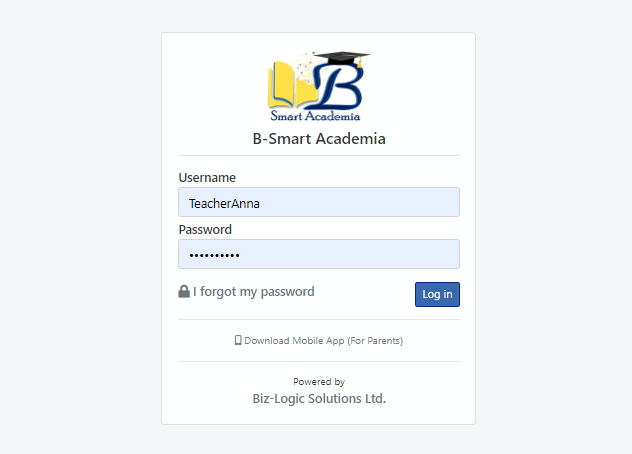 B
Smart Academia
B-Smart Academia
Username
TeacherAnna
Password
••••••••••
I forgot my password
Log in
Download Mobile App (For Parents)
Powered by
Biz-Logic Solutions Ltd.